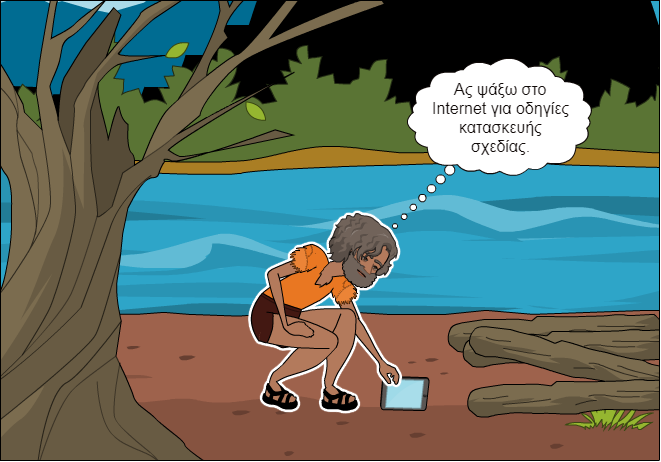 Ας ψάξω στο
Internet για οδηγίες
κατασκευής
σχεδίας.